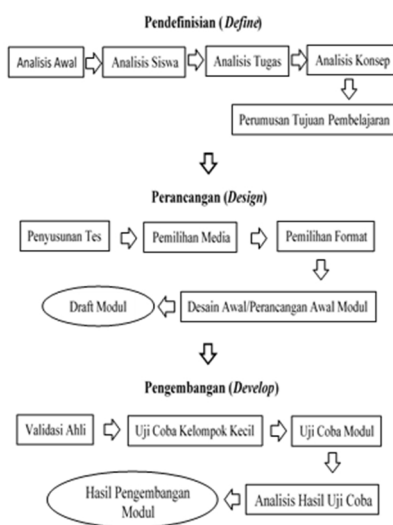 Pendefinisian (Define)
Analisis Awal
Analisis Siswa
Analisis Tugas
Analisis Konsep
Perumusan Tujuan Pembelajaran
Perancangan (Design)
Penyusunan Tes
Pemilihan Media
Pemilihan Format
Draft Modul
Desain Awal/Perancangan Awal Modul
Pengembangan (Develop)
Validasi Ahli
Uji Coba Kelompok Kecil
Uji Coba Modul
Hasil Pengembangan
Modul
Analisis Hasil Uji Coba